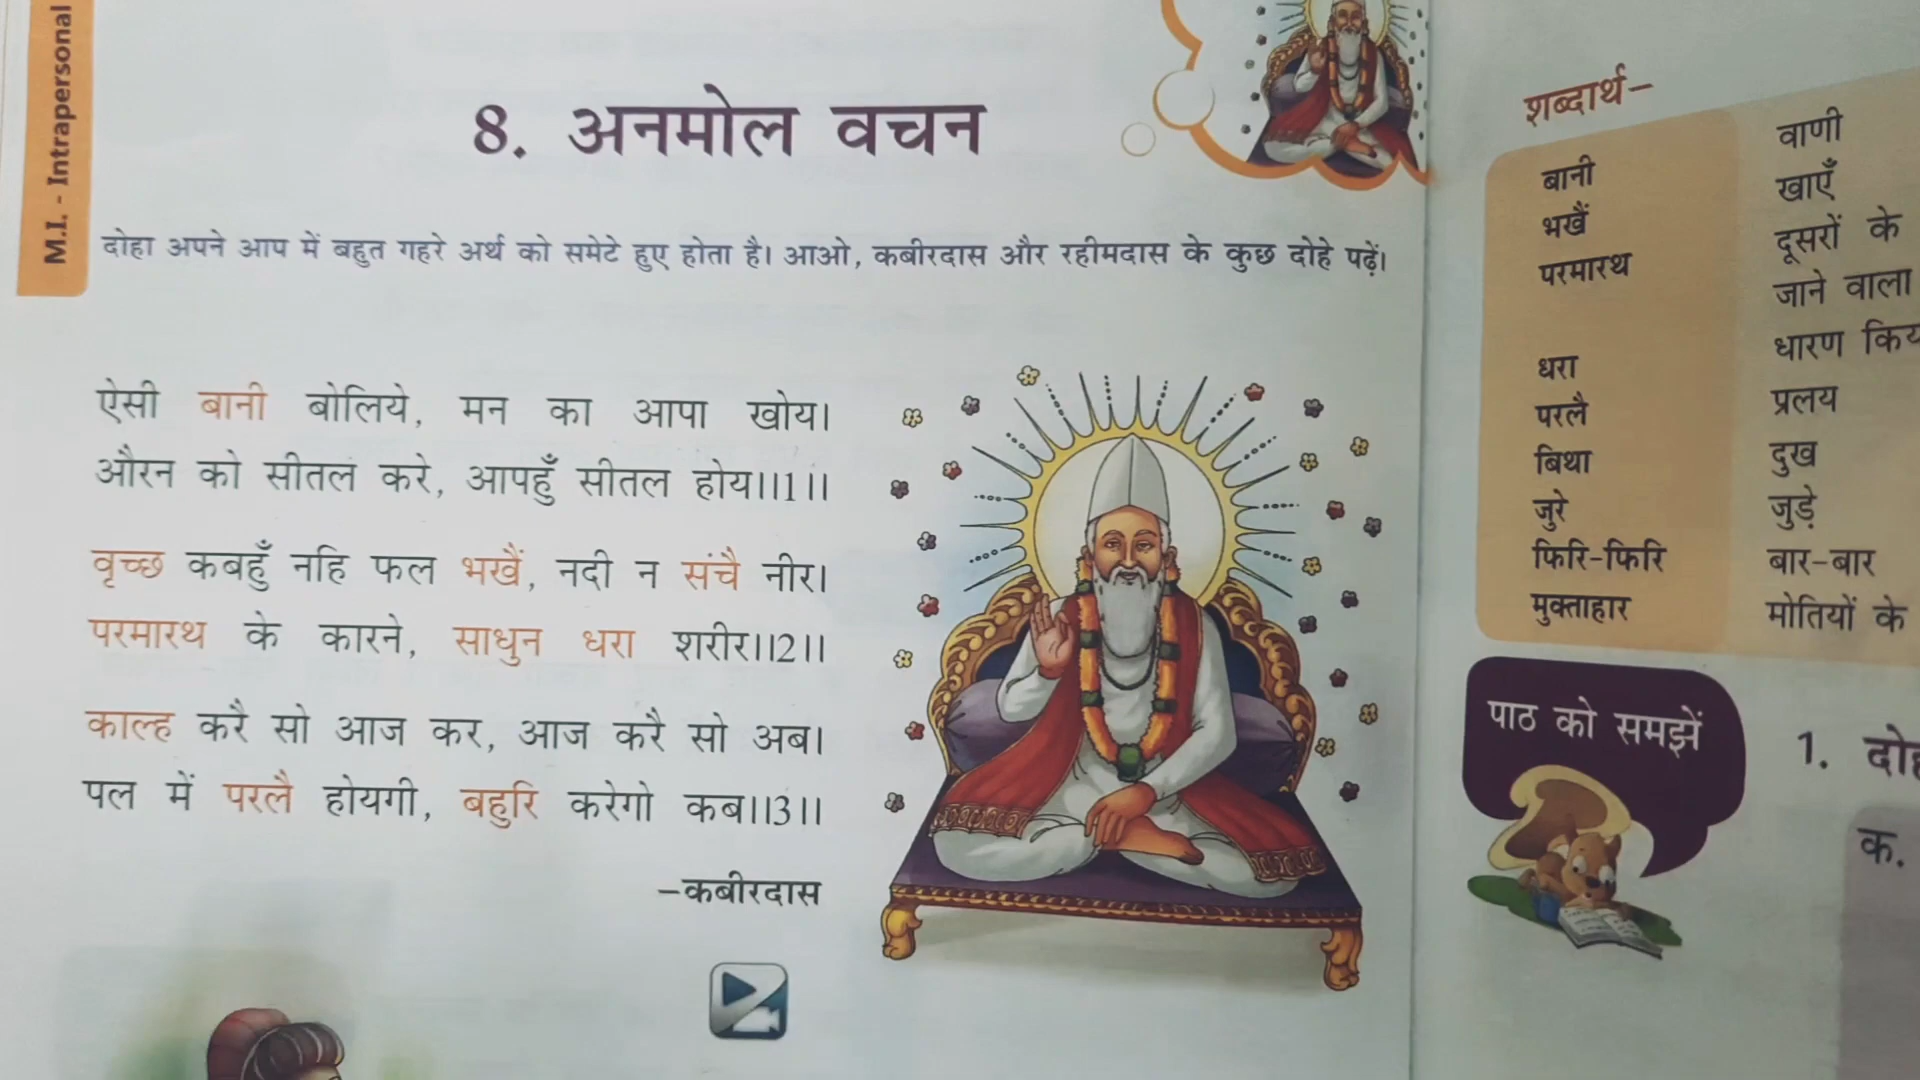 M.I. - Intrapersonal
8. अनमोल वचन
दोहा अपने आप में बहुत गहरे अर्थ को समेटे हुए होता है। आओ, कबीरदास और रहीमदास के कुछ दोहे पढ़ें।
ऐसी बानी बोलिये, मन का आपा खोय।
औरन को सीतल करे, आपहुँ सीतल होय।।1।।
वृच्छ कबहुँ नहि फल भखैं, नदी न संचै नीर।
परमारथ के कारने, साधुन धरा शरीर।।2।।
काल्ह करै सो आज कर, आज करै सो अब।
पल में परलै होयगी, बहुरि करेगो कब।।3।।
–कबीरदास
शब्दार्थ–
बानी वाणी
भखैं खाएँ
परमारथ दूसरों के
जाने वाला
धरा धारण
परलै प्रलय
बिथा दुख
जुरे जुड़े
फिरि-फिरि बार-बार
मुक्ताहार मोतियों के
पाठ को समझें
1.
क.